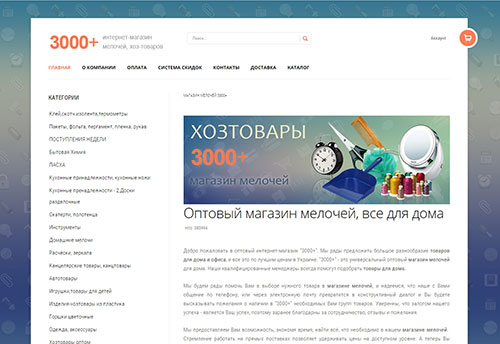 3000+ интернет-магазин
мелочей, хоз товаров
Поиск...
Аккаунт
ГЛАВНАЯ О КОМПАНИИ ОПЛАТА СИСТЕМА СКИДОК КОНТАКТЫ ДОСТАВКА КАТАЛОГ
КАТЕГОРИИ
Клей,скотч,изолента,термометры
Пакеты, фольга, пергамент, пленка, рукав
ПОСТУПЛЕНИЯ НЕДЕЛИ
Бытовая Химия
ПАСХА
Кухонные принадлежности, кухонные ножи
Кухонные принадлежности - 2,Доски
разделочные
Скатерти, полотенца
Инструменты
Домашние мелочи
Расчески, зеркала
Канцелярские товары, канцтовары
Автотовары
Игрушки,товары для детей
Изделия-хозтовары из пластика
Горшки цветочные
Одежда, аксессуары
Хозтовары оптом
МАГАЗИН МЕЛОЧЕЙ 3000+
ХОЗТОВАРЫ
3000+
магазин мелочей
Оптовый магазин мелочей, все для дома
Добро пожаловать в оптовый интернет-магазин "3000+". Мы рады предложить большое разнообразие товаров
для дома и офиса, и все это по лучшим ценам в Украине. "3000+" - это универсальный оптовый магазин мелочей
для дома. Наши квалифицированные менеджеры всегда помогут подобрать товары для дома.
Мы будем рады помочь Вам в выборе нужного товара в магазине мелочей, и надеемся, что наше с Вами
общение по телефону, или через электронную почту превратится в конструктивный диалог и Вы будете
высказывать пожелания о наличии в "3000+" необходимых Вам групп товаров. Уверенны, что залогом нашего
успеха - является Ваш успех, поэтому заранее благодарны за сотрудничество, отзывы и пожелания.
Мы предоставляем Вам возможность, экономя время, найти всё, что необходимо в нашем магазине мелочей.
Стремление работать на прямых поставках позволяет удерживать цены на доступном уровне. А теперь Вы